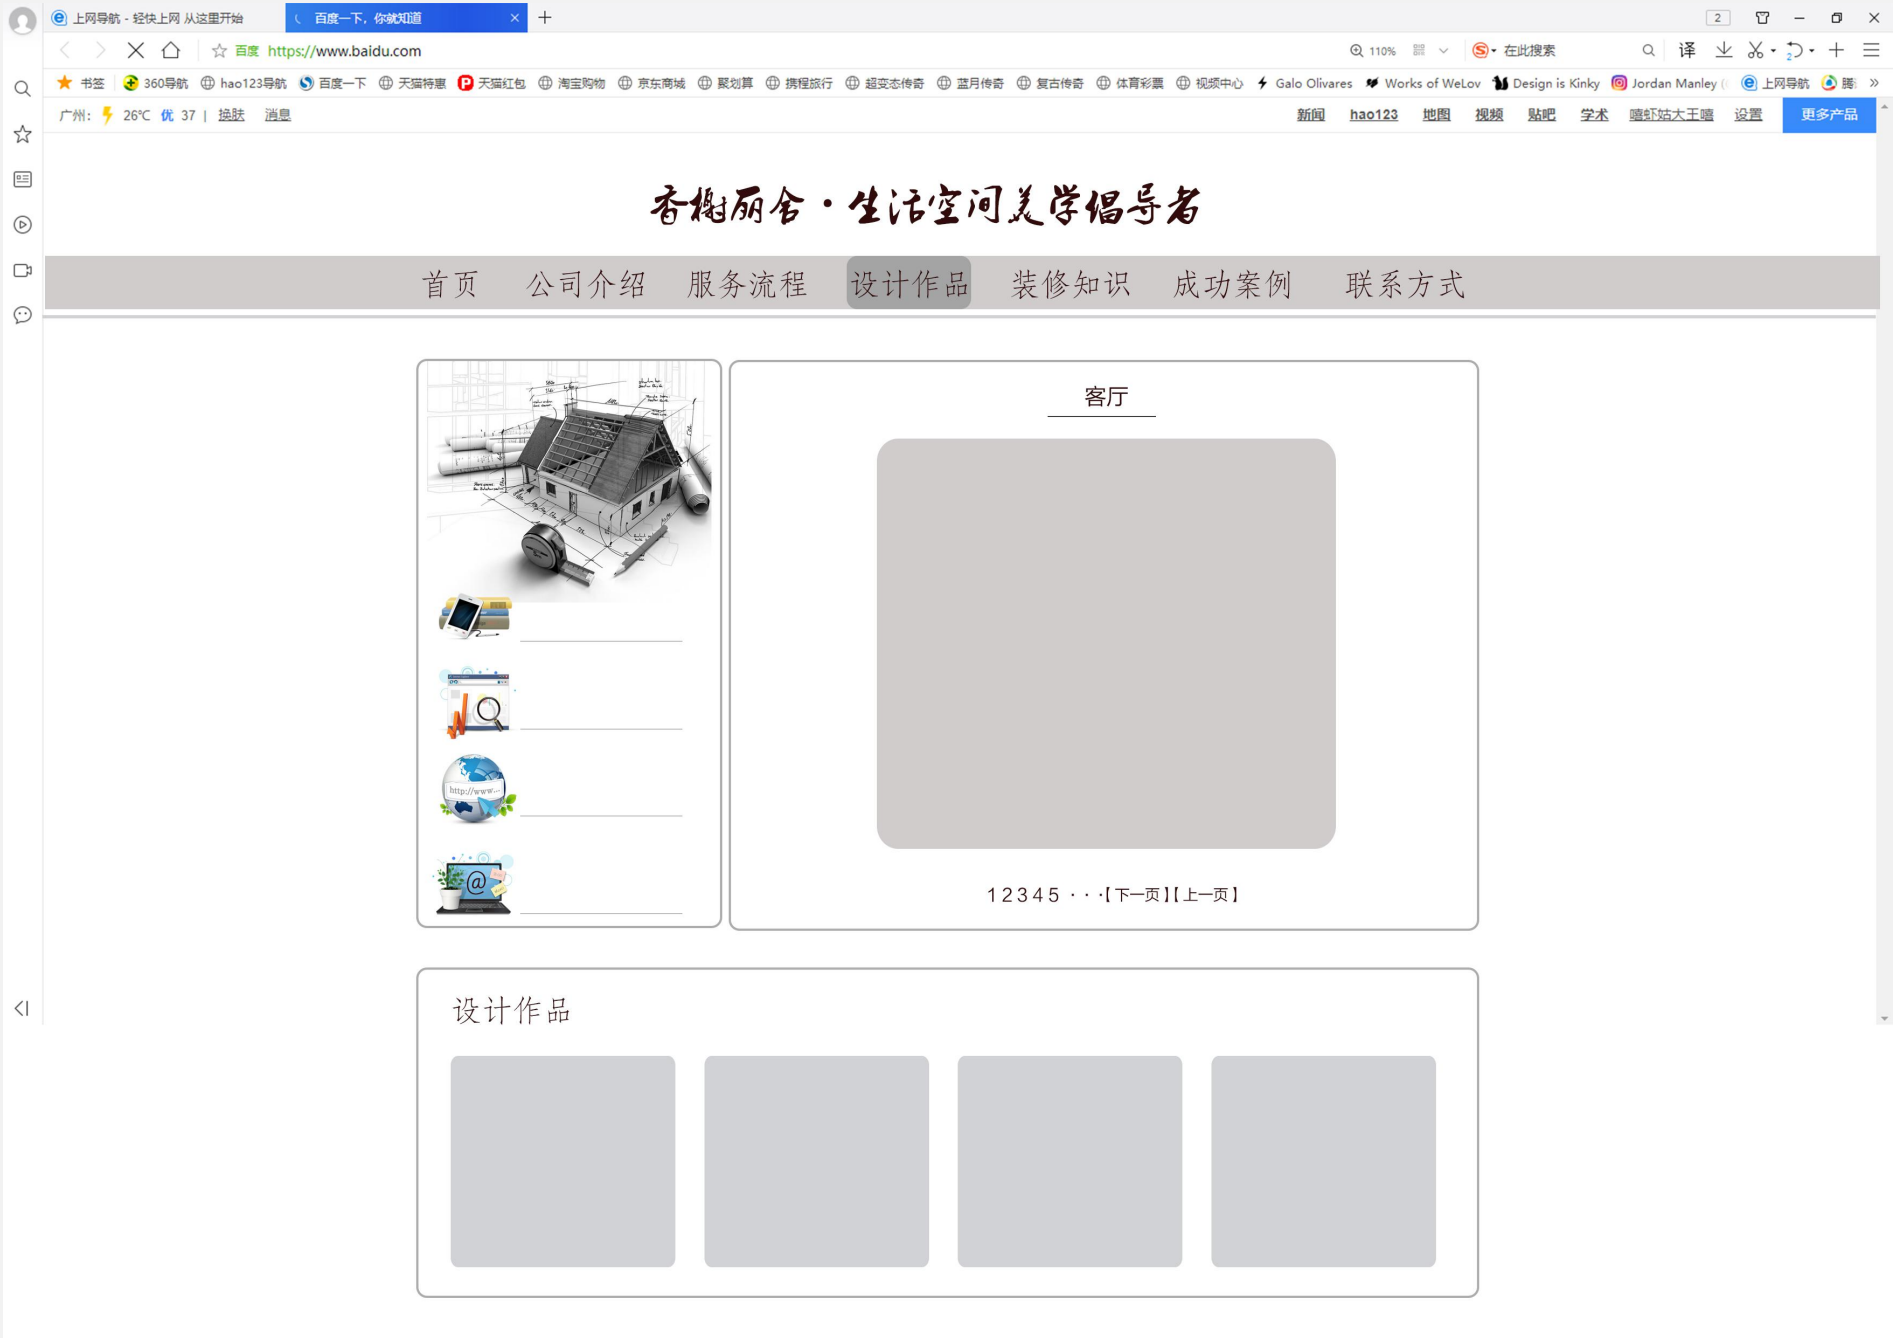 上网导航 - 轻快上网 从这里开始
百度一下，你就知道
2
百度 https://www.baidu.com
110%
在此搜索
译
书签 360导航 hao123导航 百度一下 天猫特惠 天猫红包 淘宝购物 京东商城 聚划算 携程旅行 超变态传奇 蓝月传奇 复古传奇 体育彩票 视频中心 Galo Olivares Works of WeLov Design is Kinky Jordan Manley ( 上网导航 腾
广州： 26℃ 优 37 | 换肤 消息
新闻 hao123 地图 视频 贴吧 学术 嘻虾姑大王嘻 设置 更多产品
香榭丽舍·生活空间美学倡导者
首页 公司介绍 服务流程 设计作品 装修知识 成功案例 联系方式
客厅
http://www...
@
1 2 3 4 5 ···【下一页】【上一页】
设计作品